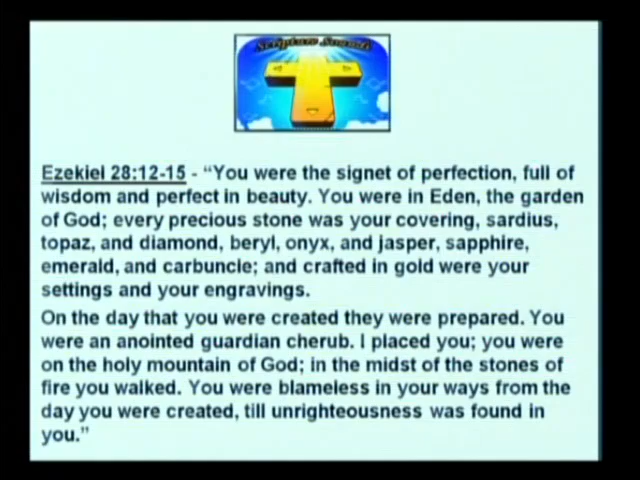 Scripture Sounds
Ezekiel 28:12-15 - “You were the signet of perfection, full of
wisdom and perfect in beauty. You were in Eden, the garden
of God; every precious stone was your covering, sardius,
topaz, and diamond, beryl, onyx, and jasper, sapphire,
emerald, and carbuncle; and crafted in gold were your
settings and your engravings.
On the day that you were created they were prepared. You
were an anointed guardian cherub. I placed you; you were
on the holy mountain of God; in the midst of the stones of
fire you walked. You were blameless in your ways from the
day you were created, till unrighteousness was found in
you.”